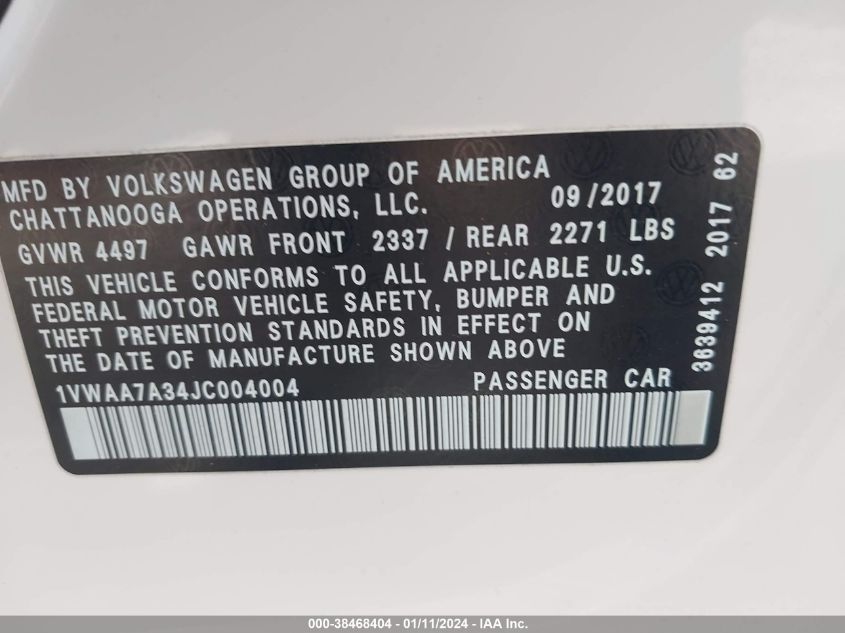 MFD BY VOLKSWAGEN GROUP OF AMERICA
CHATTANOOGA OPERATIONS, LLC. 09/2017
GVWR 4497 GAWR FRONT 2337 / REAR 2271 LBS
THIS VEHICLE CONFORMS TO ALL APPLICABLE U.S.
FEDERAL MOTOR VEHICLE SAFETY, BUMPER AND
THEFT PREVENTION STANDARDS IN EFFECT ON
THE DATE OF MANUFACTURE SHOWN ABOVE
1VWAA7A34JC004004 PASSENGER CAR
3639412 2017 62
000-38468404 - 01/11/2024 - IAA Inc.